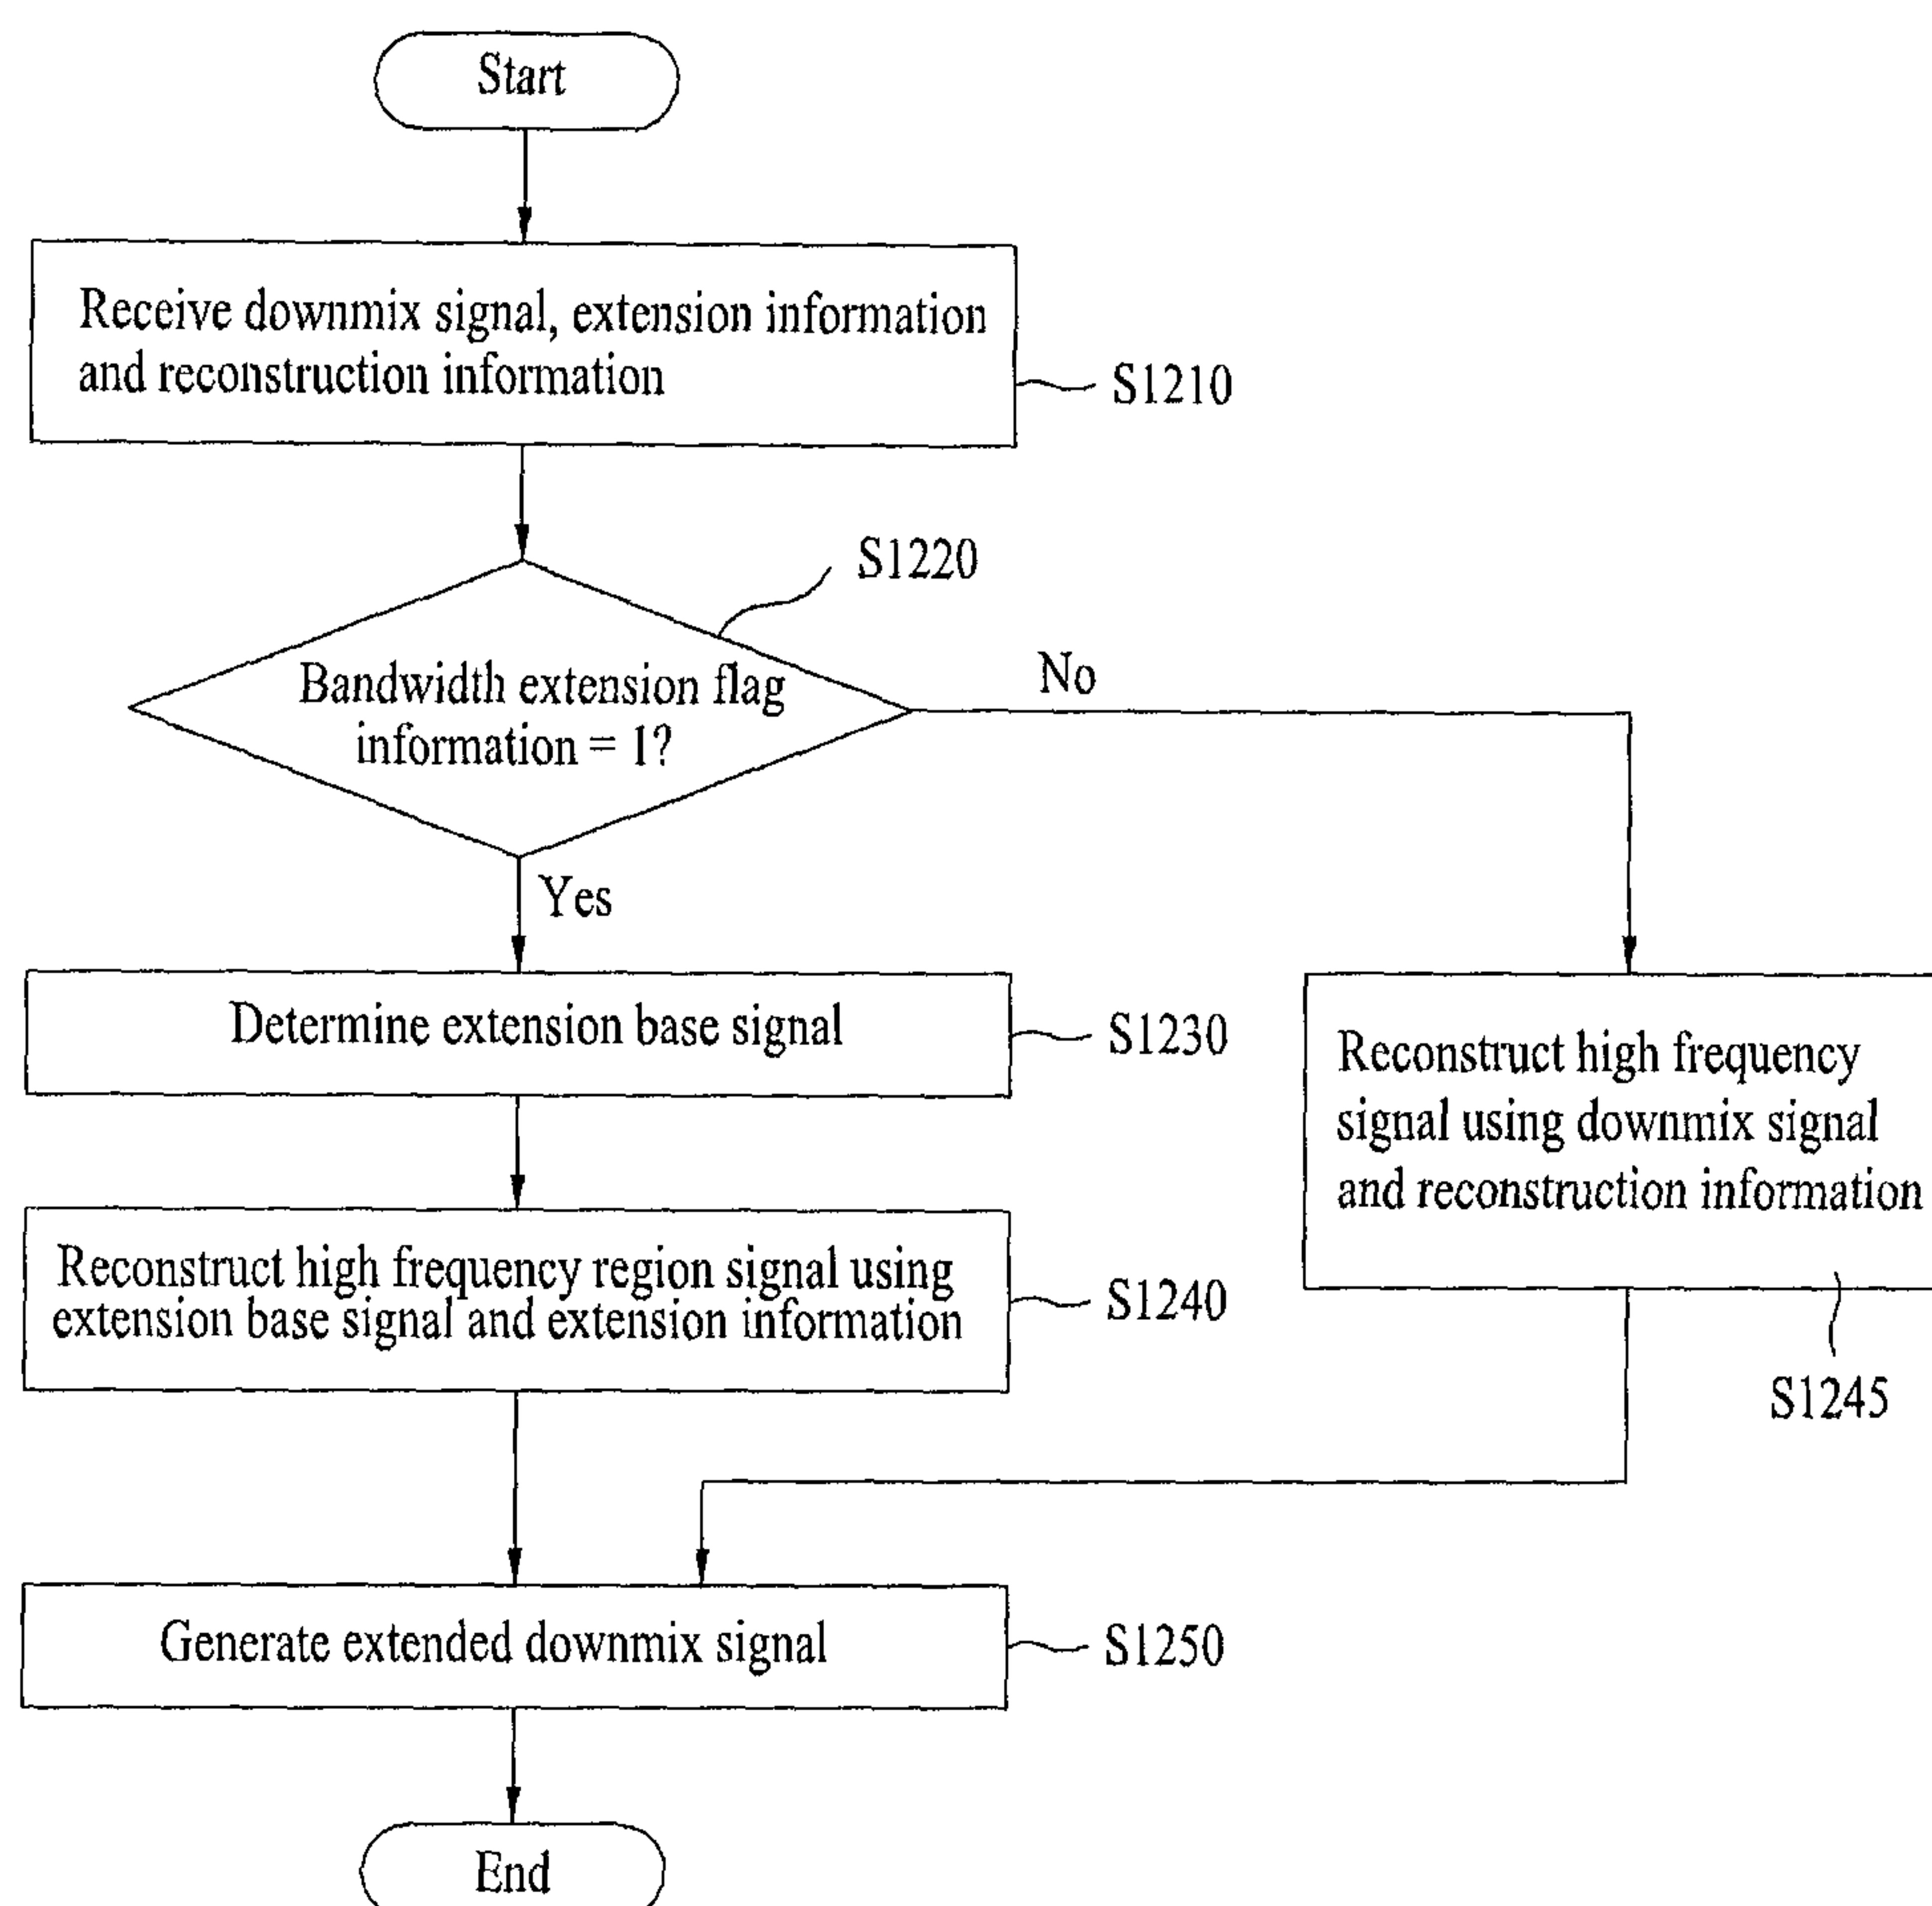 Start
Receive downmix signal, extension information
and reconstruction information
S1210
S1220
Bandwidth extension flag
information = 1?
No
Yes
Determine extension base signal
S1230
Reconstruct high frequency
signal using downmix signal
and reconstruction information
S1245
Reconstruct high frequency region signal using
extension base signal and extension information
S1240
Generate extended downmix signal
S1250
End